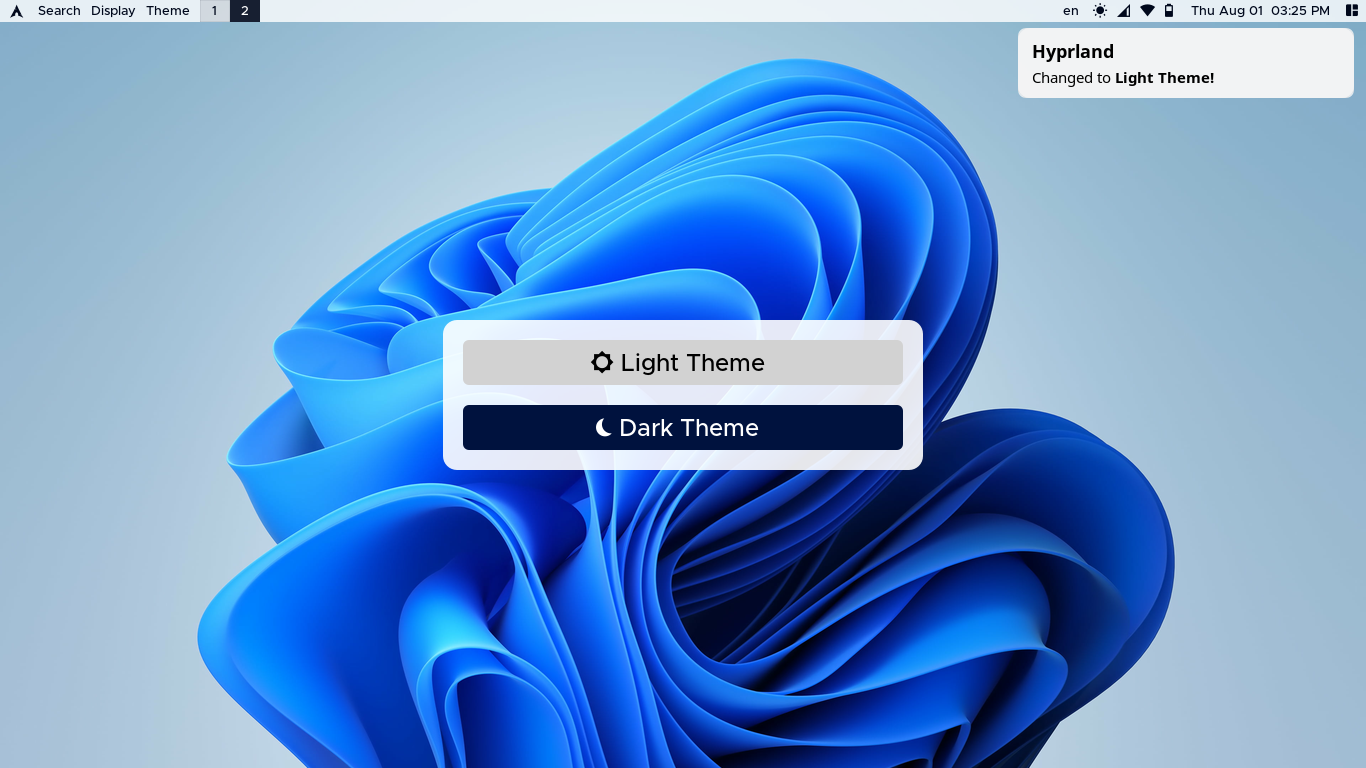 Search Display Theme 1 2 en Thu Aug 01 03:25 PM
Hyprland
Changed to Light Theme!
Light Theme
Dark Theme